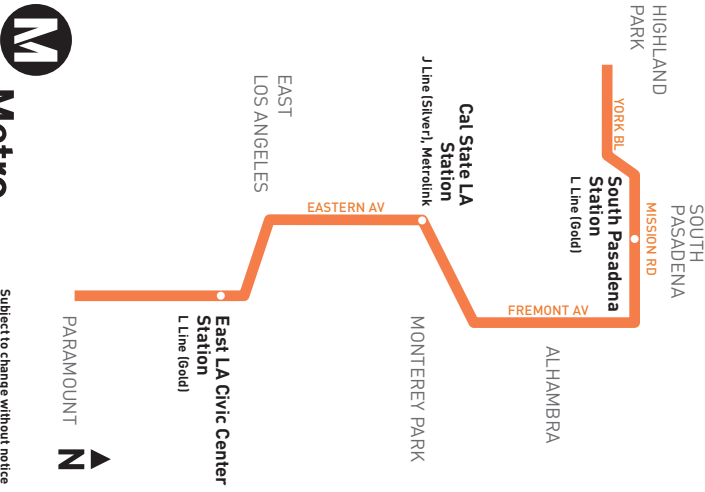 HIGHLAND
PARK
YORK BL
SOUTH
PASADENA
MISSION RD
South Pasadena
Station
L Line (Gold)
FREMONT AV
ALHAMBRA
Cal State LA
Station
J Line (Silver), Metrolink
MONTEREY PARK
EASTERN AV
EAST
LOS ANGELES
East LA Civic Center
Station
L Line (Gold)
PARAMOUNT
N
M
Metro
Subject to change without notice